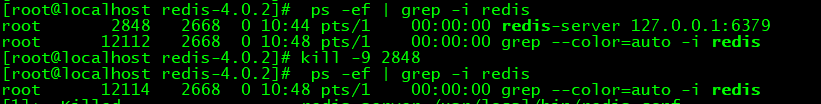 [root@localhost redis-4.0.2]#  ps -ef | grep -i redis
root       2848   2668  0 10:44 pts/1    00:00:00 redis-server 127.0.0.1:6379
root      12112   2668  0 10:48 pts/1    00:00:00 grep --color=auto -i redis
[root@localhost redis-4.0.2]# kill -9 2848
[root@localhost redis-4.0.2]#  ps -ef | grep -i redis
root      12114   2668  0 10:48 pts/1    00:00:00 grep --color=auto -i redis
[1]+  Killed                  redis-server /usr/local/bin/redis.conf